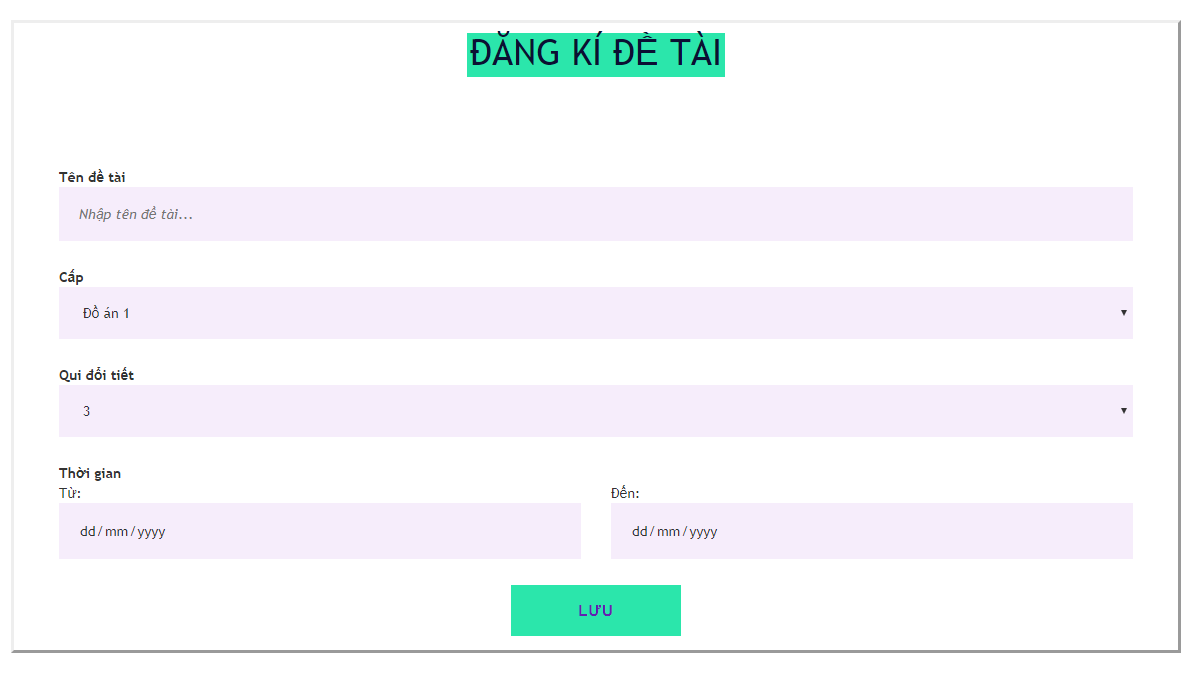 ĐĂNG KÍ ĐỀ TÀI
Tên đề tài
Nhập tên đề tài...
Cấp
Đồ án 1
Qui đổi tiết
3
Thời gian
Từ: Đến:
dd/mm/yyyy dd/mm/yyyy
LƯU